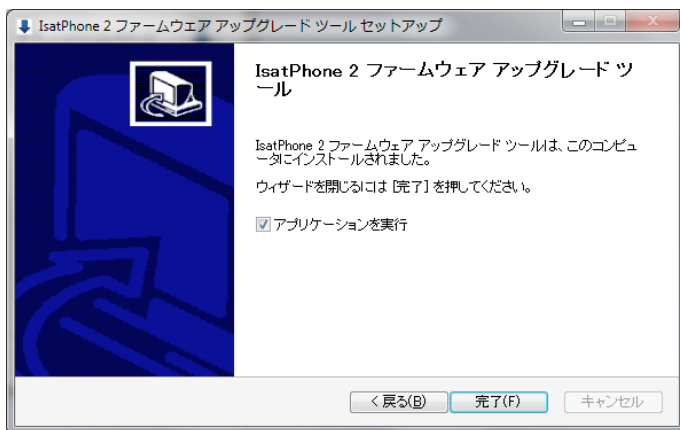 IsatPhone 2 ファームウェア アップグレード ツール セットアップ
IsatPhone 2 ファームウェア アップグレード ツ
ール
IsatPhone 2 ファームウェア アップグレード ツールは、このコンピュ
ータにインストールされました。
ウィザードを閉じるには [完了] を押してください。
アプリケーションを実行
< 戻る(B)
完了(F)
キャンセル